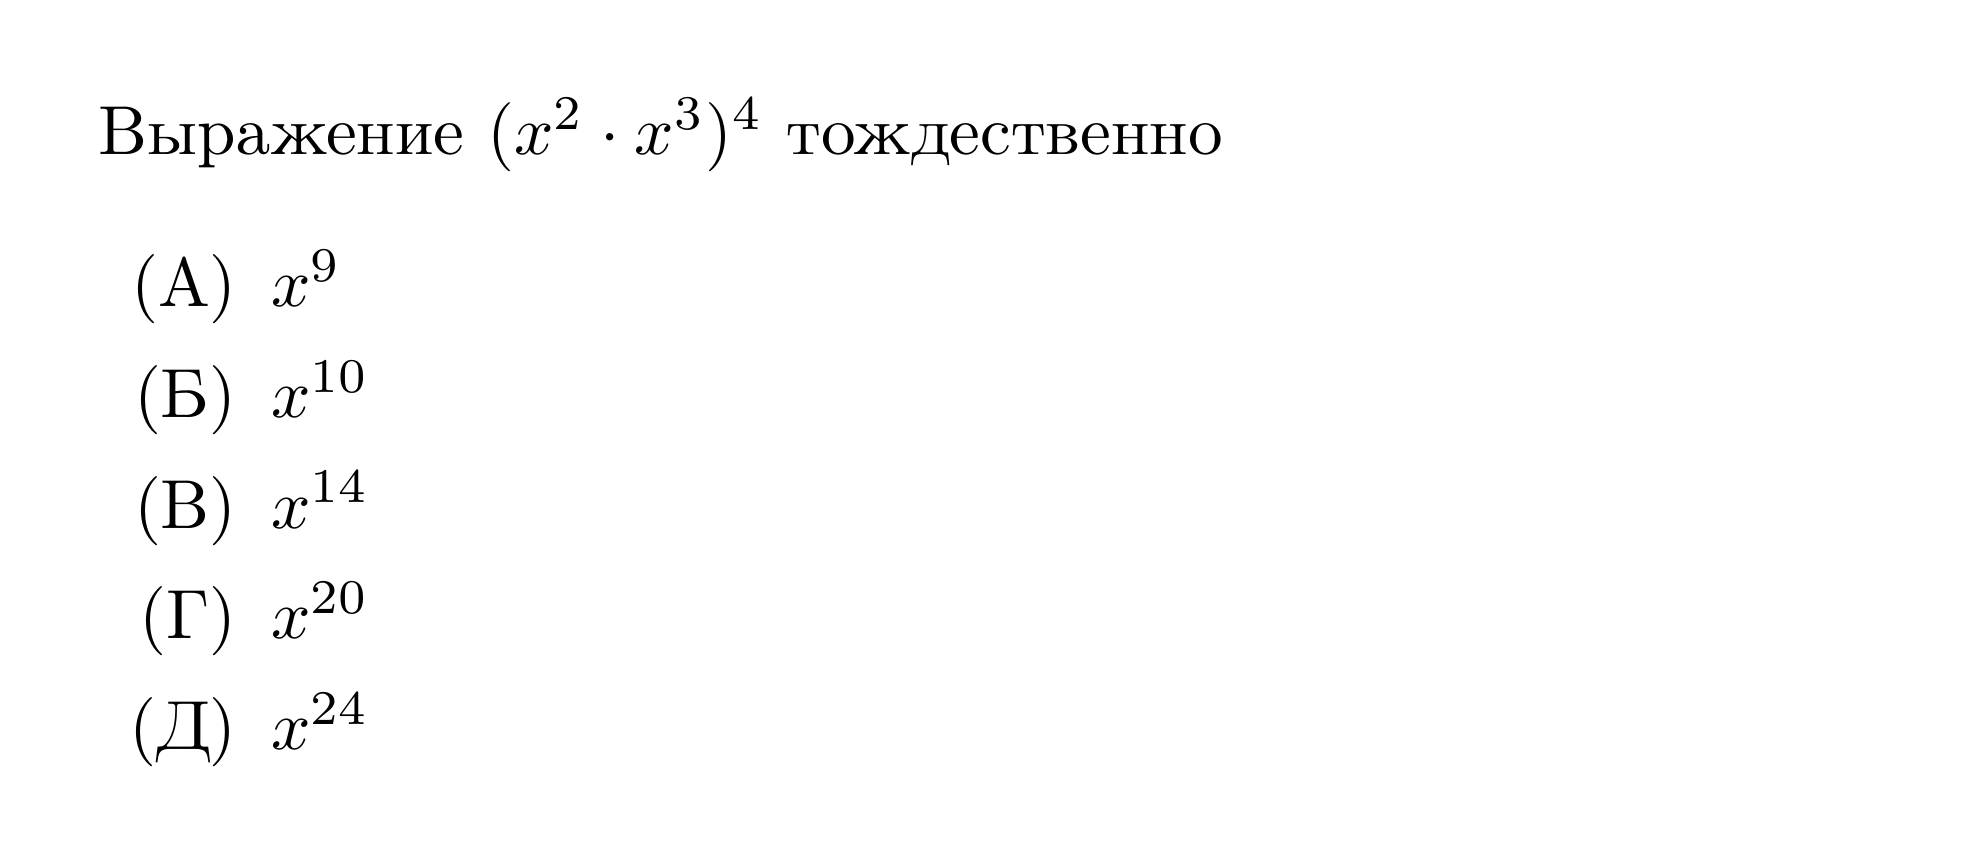 Выражение $(x^2 \cdot x^3)^4$ тождественно
(А) $x^9$
(Б) $x^{10}$
(В) $x^{14}$
(Г) $x^{20}$
(Д) $x^{24}$